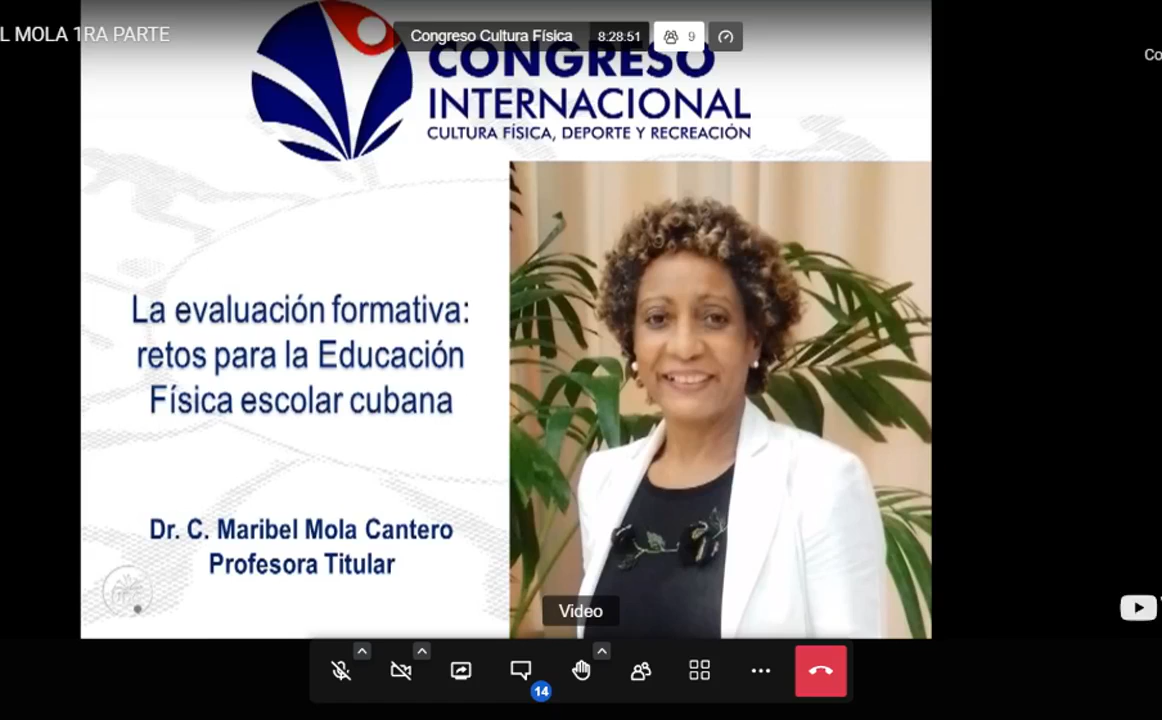 L MOLA 1RA PARTE
Congreso Cultura Física 8:28:51 9
Co
CONGRESO
INTERNACIONAL
CULTURA FÍSICA, DEPORTE Y RECREACIÓN
La evaluación formativa:
retos para la Educación
Física escolar cubana
Dr. C. Maribel Mola Cantero
Profesora Titular
Video
14